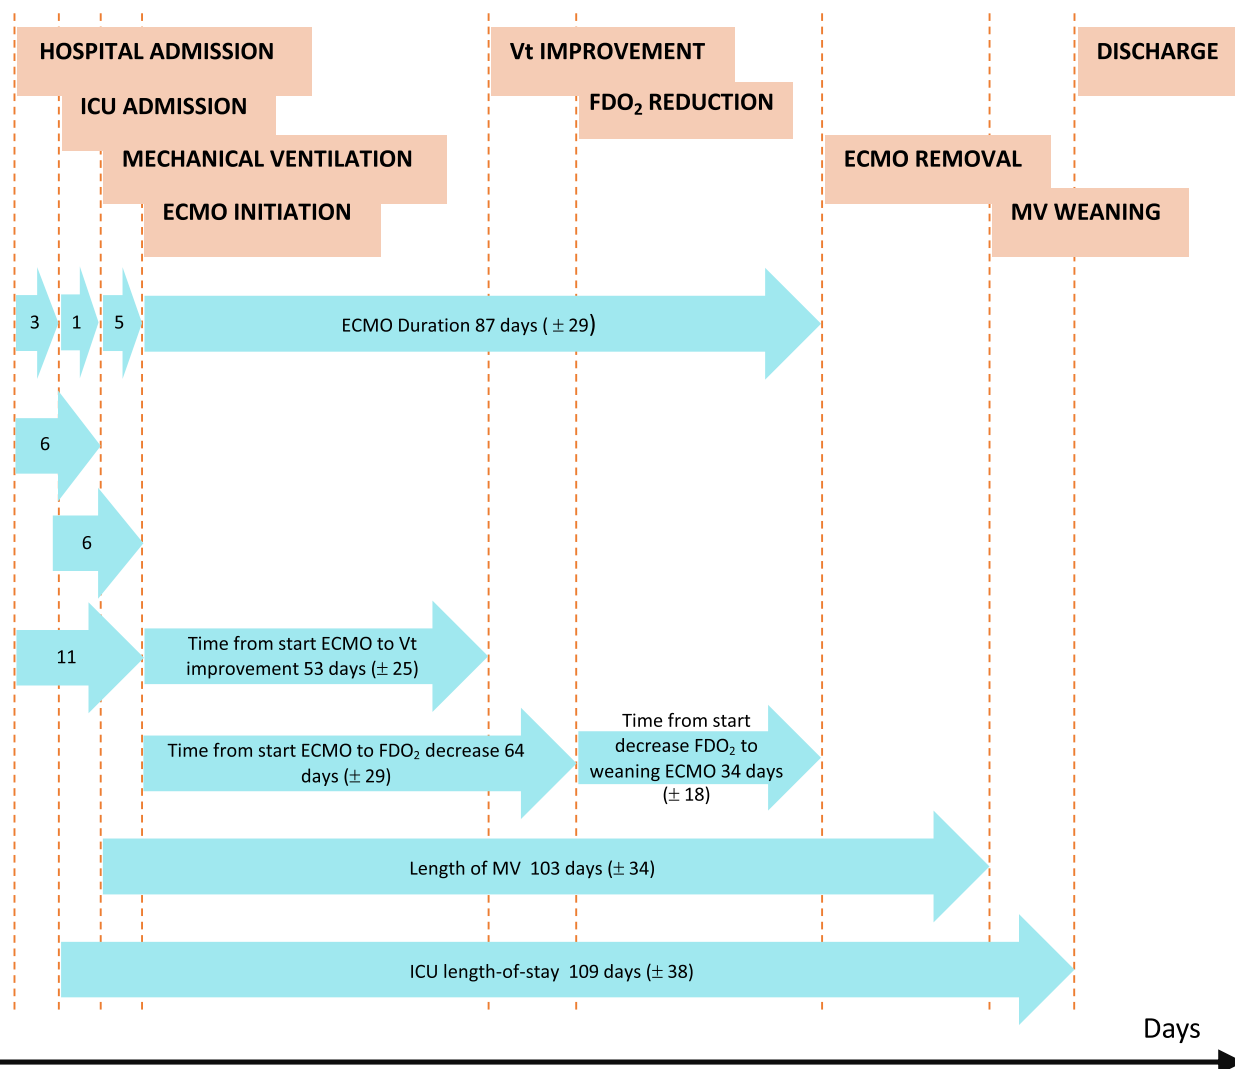 HOSPITAL ADMISSION
Vt IMPROVEMENT
DISCHARGE
ICU ADMISSION
FDO₂ REDUCTION
MECHANICAL VENTILATION
ECMO REMOVAL
ECMO INITIATION
MV WEANING
3
1
5
ECMO Duration 87 days ( ± 29)
6
6
11
Time from start ECMO to Vt
improvement 53 days (± 25)
Time from start ECMO to FDO₂ decrease 64
days (± 29)
Time from start
decrease FDO₂ to
weaning ECMO 34 days
(± 18)
Length of MV 103 days (± 34)
ICU length-of-stay 109 days (± 38)
Days